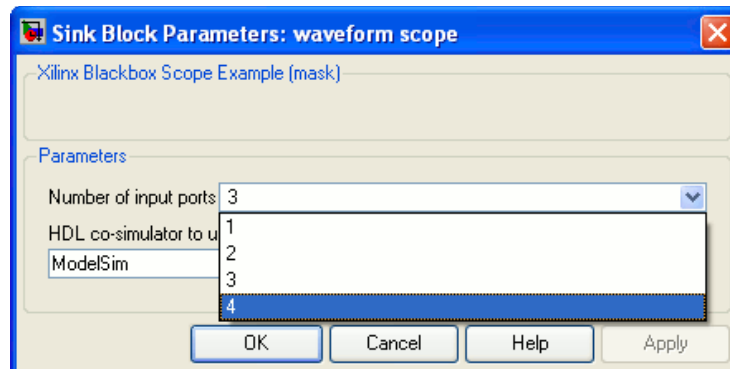 Sink Block Parameters: waveform scope
Xilinx Blackbox Scope Example (mask)
Parameters
Number of input ports 3
1
HDL co-simulator to u
2
ModelSim
3
4
OK Cancel Help Apply